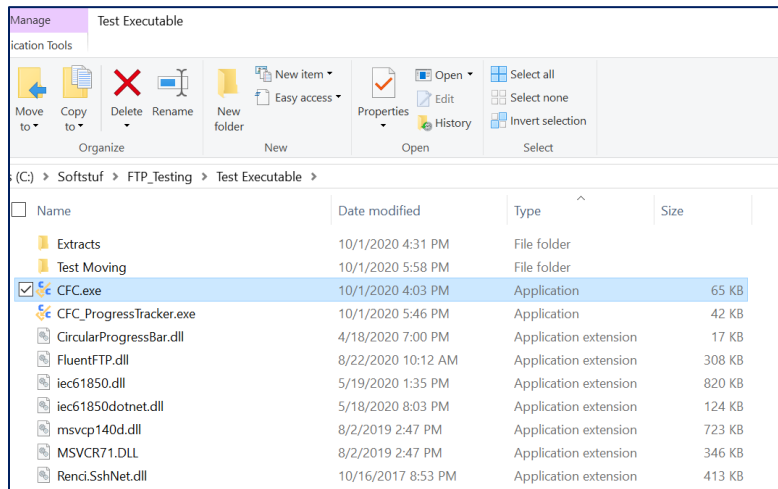 Manage Test Executable
ication Tools
Move to
Copy to
Delete
Rename
New folder
New item
Easy access
Properties
Open
Edit
History
Select all
Select none
Invert selection
Organize New Open Select
(C:) > Softstuf > FTP_Testing > Test Executable >
Name Date modified Type Size
Extracts 10/1/2020 4:31 PM File folder
Test Moving 10/1/2020 5:58 PM File folder
CFC.exe 10/1/2020 4:03 PM Application 65 KB
CFC_ProgressTracker.exe 10/1/2020 5:46 PM Application 42 KB
CircularProgressBar.dll 4/18/2020 7:00 PM Application extension 17 KB
FluentFTP.dll 8/22/2020 10:12 AM Application extension 308 KB
iec61850.dll 5/19/2020 1:35 PM Application extension 820 KB
iec61850dotnet.dll 5/18/2020 8:03 PM Application extension 124 KB
msvcp140d.dll 8/2/2019 2:47 PM Application extension 723 KB
MSVCR71.DLL 8/2/2019 2:47 PM Application extension 346 KB
Renci.SshNet.dll 10/16/2017 8:53 PM Application extension 413 KB